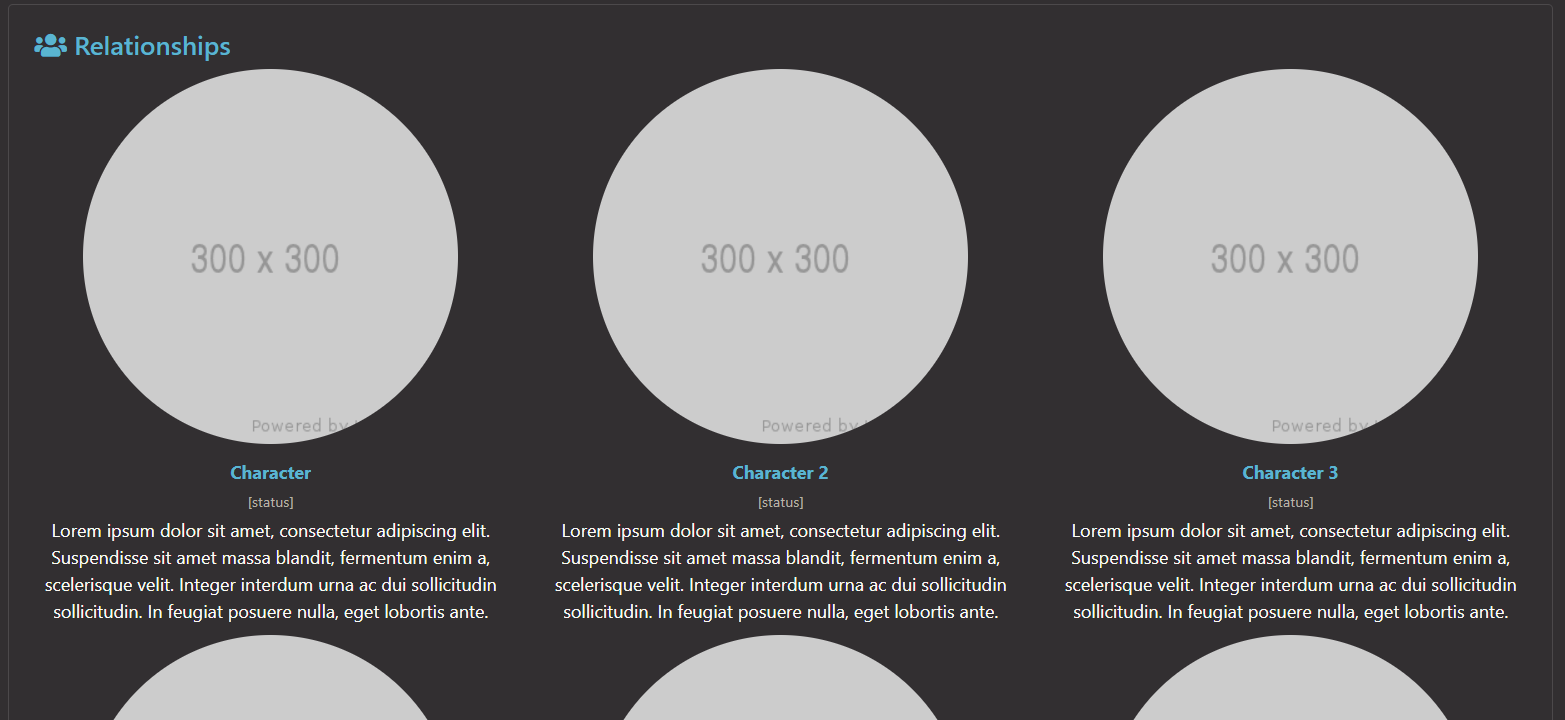 Relationships
300 x 300
300 x 300
300 x 300
Powered by
Powered by
Powered by
Character
[status]
Lorem ipsum dolor sit amet, consectetur adipiscing elit.
Suspendisse sit amet massa blandit, fermentum enim a,
scelerisque velit. Integer interdum urna ac dui sollicitudin
sollicitudin. In feugiat posuere nulla, eget lobortis ante.
Character 2
[status]
Lorem ipsum dolor sit amet, consectetur adipiscing elit.
Suspendisse sit amet massa blandit, fermentum enim a,
scelerisque velit. Integer interdum urna ac dui sollicitudin
sollicitudin. In feugiat posuere nulla, eget lobortis ante.
Character 3
[status]
Lorem ipsum dolor sit amet, consectetur adipiscing elit.
Suspendisse sit amet massa blandit, fermentum enim a,
scelerisque velit. Integer interdum urna ac dui sollicitudin
sollicitudin. In feugiat posuere nulla, eget lobortis ante.